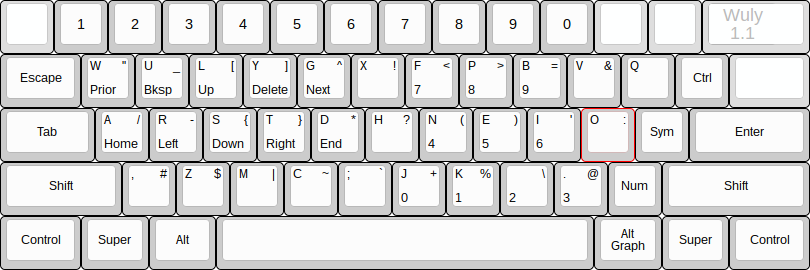 1 2 3 4 5 6 7 8 9 0 Wuly
1.1
Escape W " U _ L [ Y ] G ^ X ! F < P > B = V & Q Ctrl
Prior Bksp Up Delete Next 7 8 9
Tab A / R - S { T } D * H ? N ( E ) I ' O : Sym Enter
Home Left Down Right End 4 5 6
Shift , # Z $ M | C ~ ; ` J + K % \ . @ Num Shift
0 1 2 3
Control Super Alt Alt Super Control
Graph